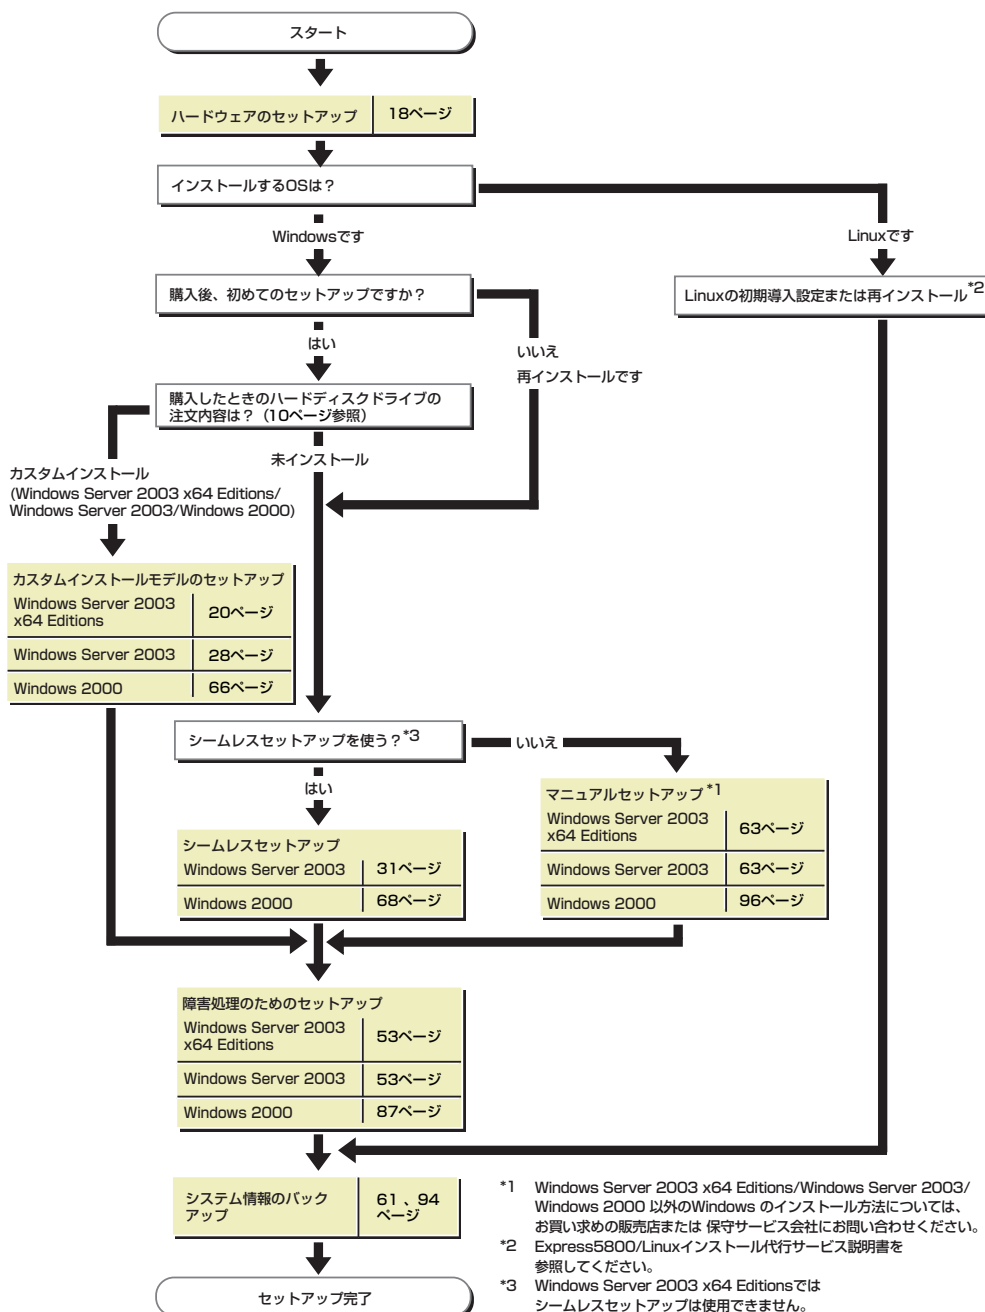 スタート
ハードウェアのセットアップ
18ページ
インストールするOSは？
Windowsです
Linuxです
購入後、初めてのセットアップですか？
Linuxの初期導入設定または再インストール*2
はい
いいえ
再インストールです
購入したときのハードディスクドライブの
注文内容は？（10ページ参照）
未インストール
カスタムインストール
(Windows Server 2003 x64 Editions/
Windows Server 2003/Windows 2000)
カスタムインストールモデルのセットアップ
Windows Server 2003
x64 Editions
20ページ
Windows Server 2003
28ページ
Windows 2000
66ページ
シームレスセットアップを使う？*3
いいえ
はい
マニュアルセットアップ*1
Windows Server 2003
x64 Editions
63ページ
Windows Server 2003
63ページ
Windows 2000
96ページ
シームレスセットアップ
Windows Server 2003
31ページ
Windows 2000
68ページ
障害処理のためのセットアップ
Windows Server 2003
x64 Editions
53ページ
Windows Server 2003
53ページ
Windows 2000
87ページ
システム情報のバック
アップ
61 、94
ページ
セットアップ完了
*1 Windows Server 2003 x64 Editions/Windows Server 2003/
Windows 2000 以外のWindows のインストール方法については、
お買い求めの販売店または 保守サービス会社にお問い合わせください。
*2 Express5800/Linuxインストール代行サービス説明書を
参照してください。
*3 Windows Server 2003 x64 Editionsでは
シームレスセットアップは使用できません。